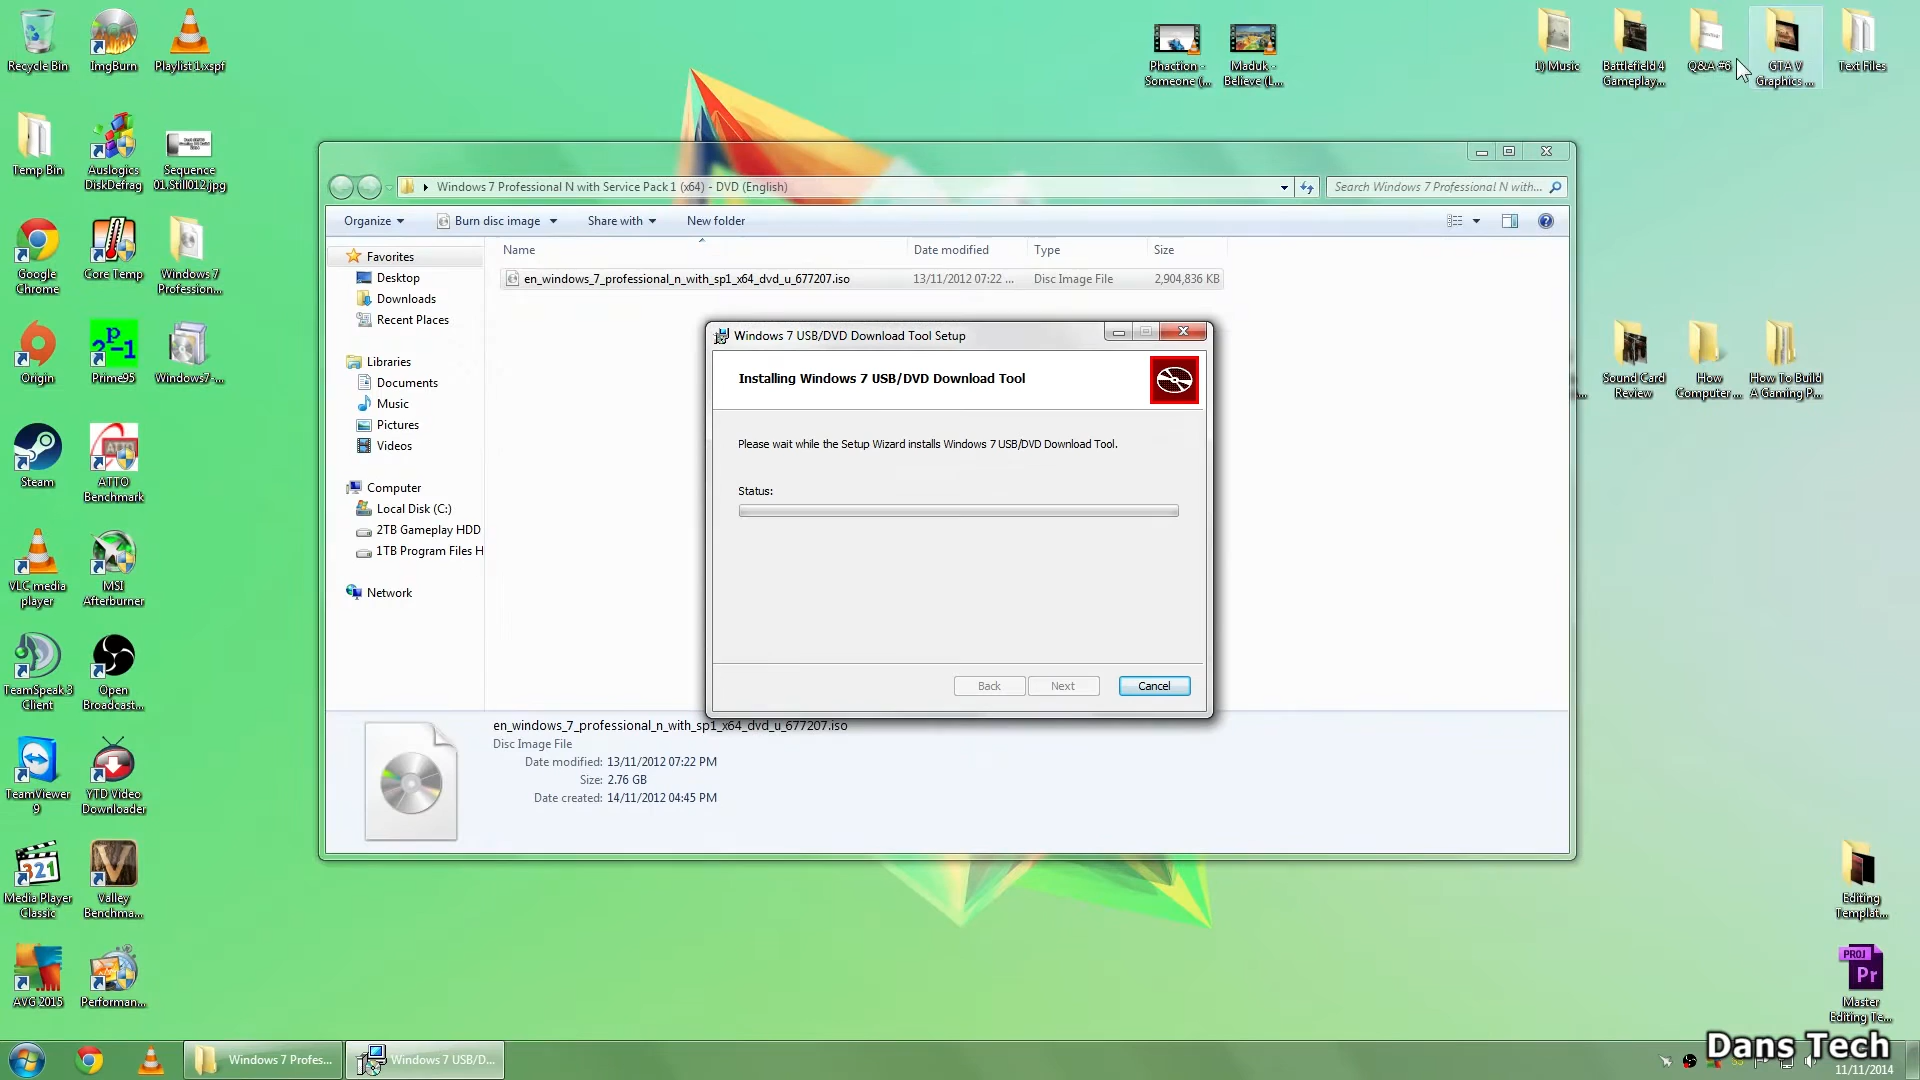 Recycle Bin
ImgBurn
Playlist 1.xspf
Phaction -
Someone (...
Maduk -
Believe (L...
1) Music
Battlefield 4
Gameplay...
Q&A #6
GTA V
Graphics ...
Text Files
Temp Bin
Auslogics
DiskDefrag
Sequence
01.Still012.jpg
Google
Chrome
Core Temp
Windows 7
Profession...
Origin
Prime95
Windows7-...
Steam
ATTO
Benchmark
VLC media
player
MSI
Afterburner
TeamSpeak 3
Client
Open
Broadcast...
TeamViewer
9
YTD Video
Downloader
Media Player
Classic
Valley
Benchma...
AVG 2015
Performan...
Windows 7 Professional N with Service Pack 1 (x64) - DVD (English)
Search Windows 7 Professional N with...
Organize
Burn disc image
Share with
New folder
Favorites
Desktop
Downloads
Recent Places
Libraries
Documents
Music
Pictures
Videos
Computer
Local Disk (C:)
2TB Gameplay HDD
1TB Program Files H
Network
Name
Date modified
Type
Size
en_windows_7_professional_n_with_sp1_x64_dvd_u_677207.iso
13/11/2012 07:22 ...
Disc Image File
2,904,836 KB
Windows 7 USB/DVD Download Tool Setup
Installing Windows 7 USB/DVD Download Tool
Please wait while the Setup Wizard installs Windows 7 USB/DVD Download Tool.
Status:
Back
Next
Cancel
en_windows_7_professional_n_with_sp1_x64_dvd_u_677207.iso
Disc Image File
Date modified: 13/11/2012 07:22 PM
Size: 2.76 GB
Date created: 14/11/2012 04:45 PM
Sound Card
Review
How
Computer ...
How To Build
A Gaming P...
Editing
Templat...
PROJ
Pr
Master
Editing Te...
Windows 7 Profes...
Windows 7 USB/D...
Dans Tech
11/11/2014